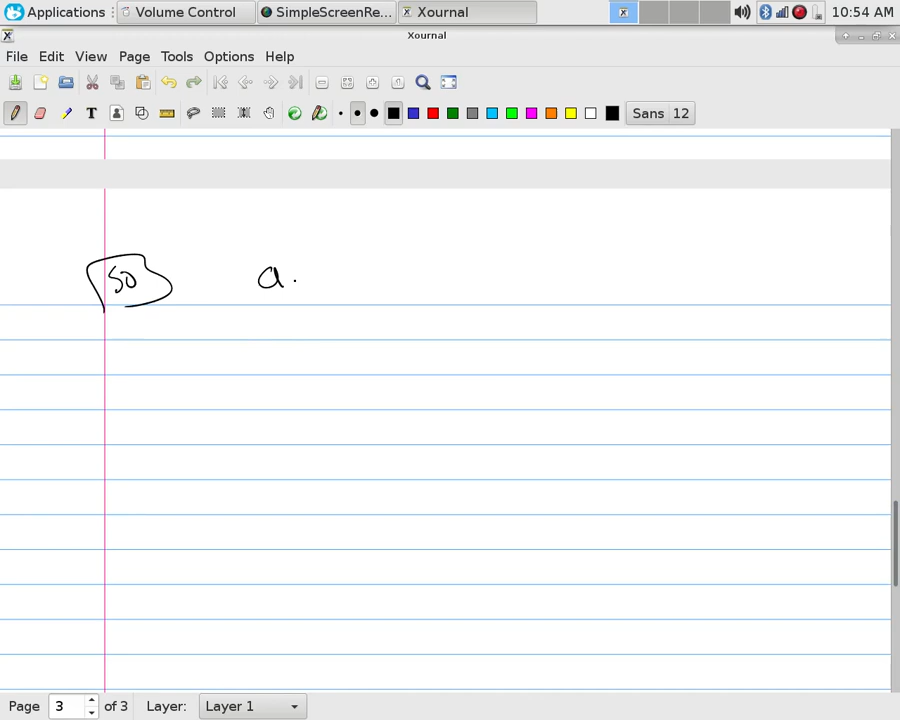 Applications Volume Control SimpleScreenRe... Xournal 10:54 AM
Xournal
File Edit View Page Tools Options Help
T Sans 12
50 a.
Page 3 of 3 Layer: Layer 1